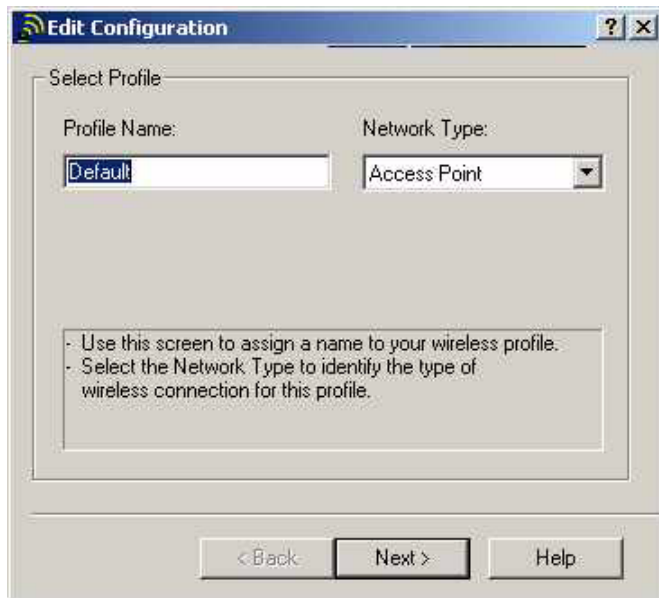 Edit Configuration
Select Profile
Profile Name:
Network Type:
Default
Access Point
- Use this screen to assign a name to your wireless profile.
- Select the Network Type to identify the type of
wireless connection for this profile.
< Back
Next >
Help